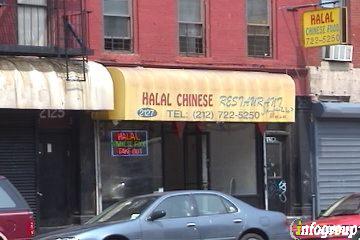 HALAL
CHINESE FOOD
722-5250
HALAL CHINESE RESTAURANT
2127 TEL: (212) 722-5250
2125
HALAL
CHINESE FOOD
TAKE OUT
investor